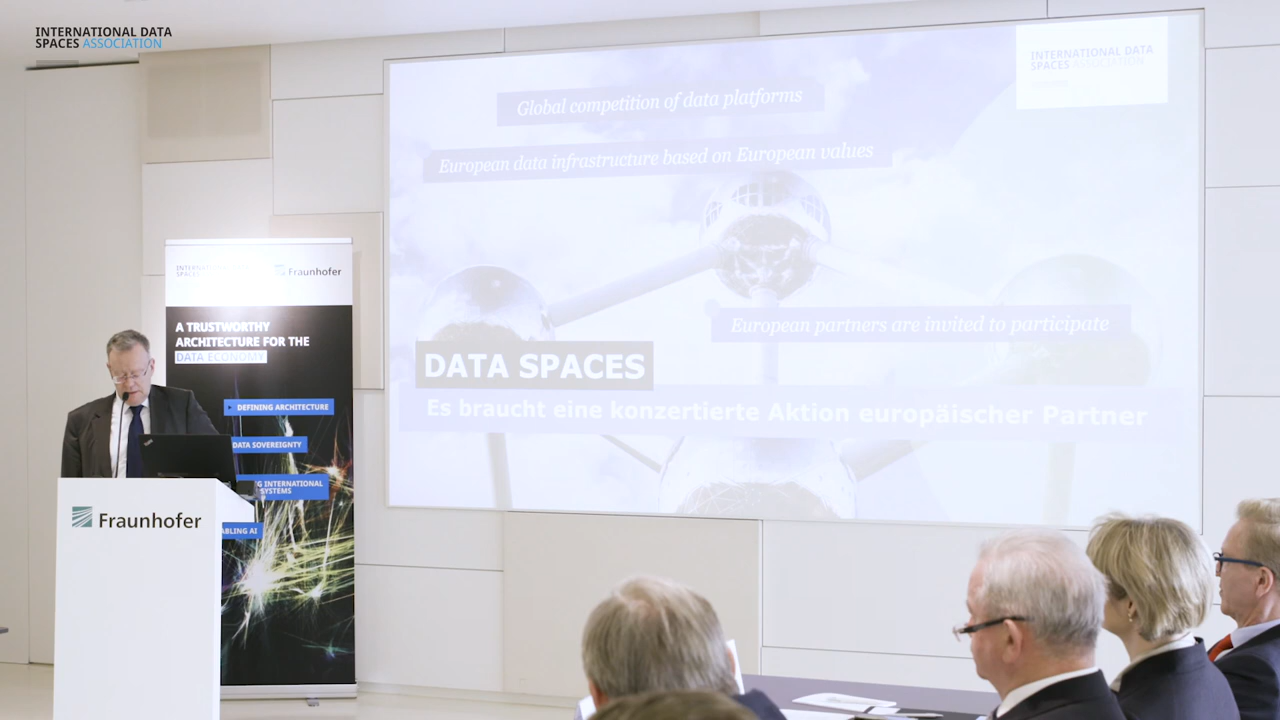 INTERNATIONAL DATA
SPACES ASSOCIATION
INTERNATIONAL DATA
SPACES ASSOCIATION
Global competition of data platforms
European data infrastructure based on European values
European partners are invited to participate
DATA SPACES
Es braucht eine konzertierte Aktion europäischer Partner
Fraunhofer
A TRUSTWORTHY
ARCHITECTURE FOR THE
DATA ECONOMY
DEFINING ARCHITECTURE
DATA SOVEREIGNTY
INTERNATIONAL
SYSTEMS
AI
Fraunhofer